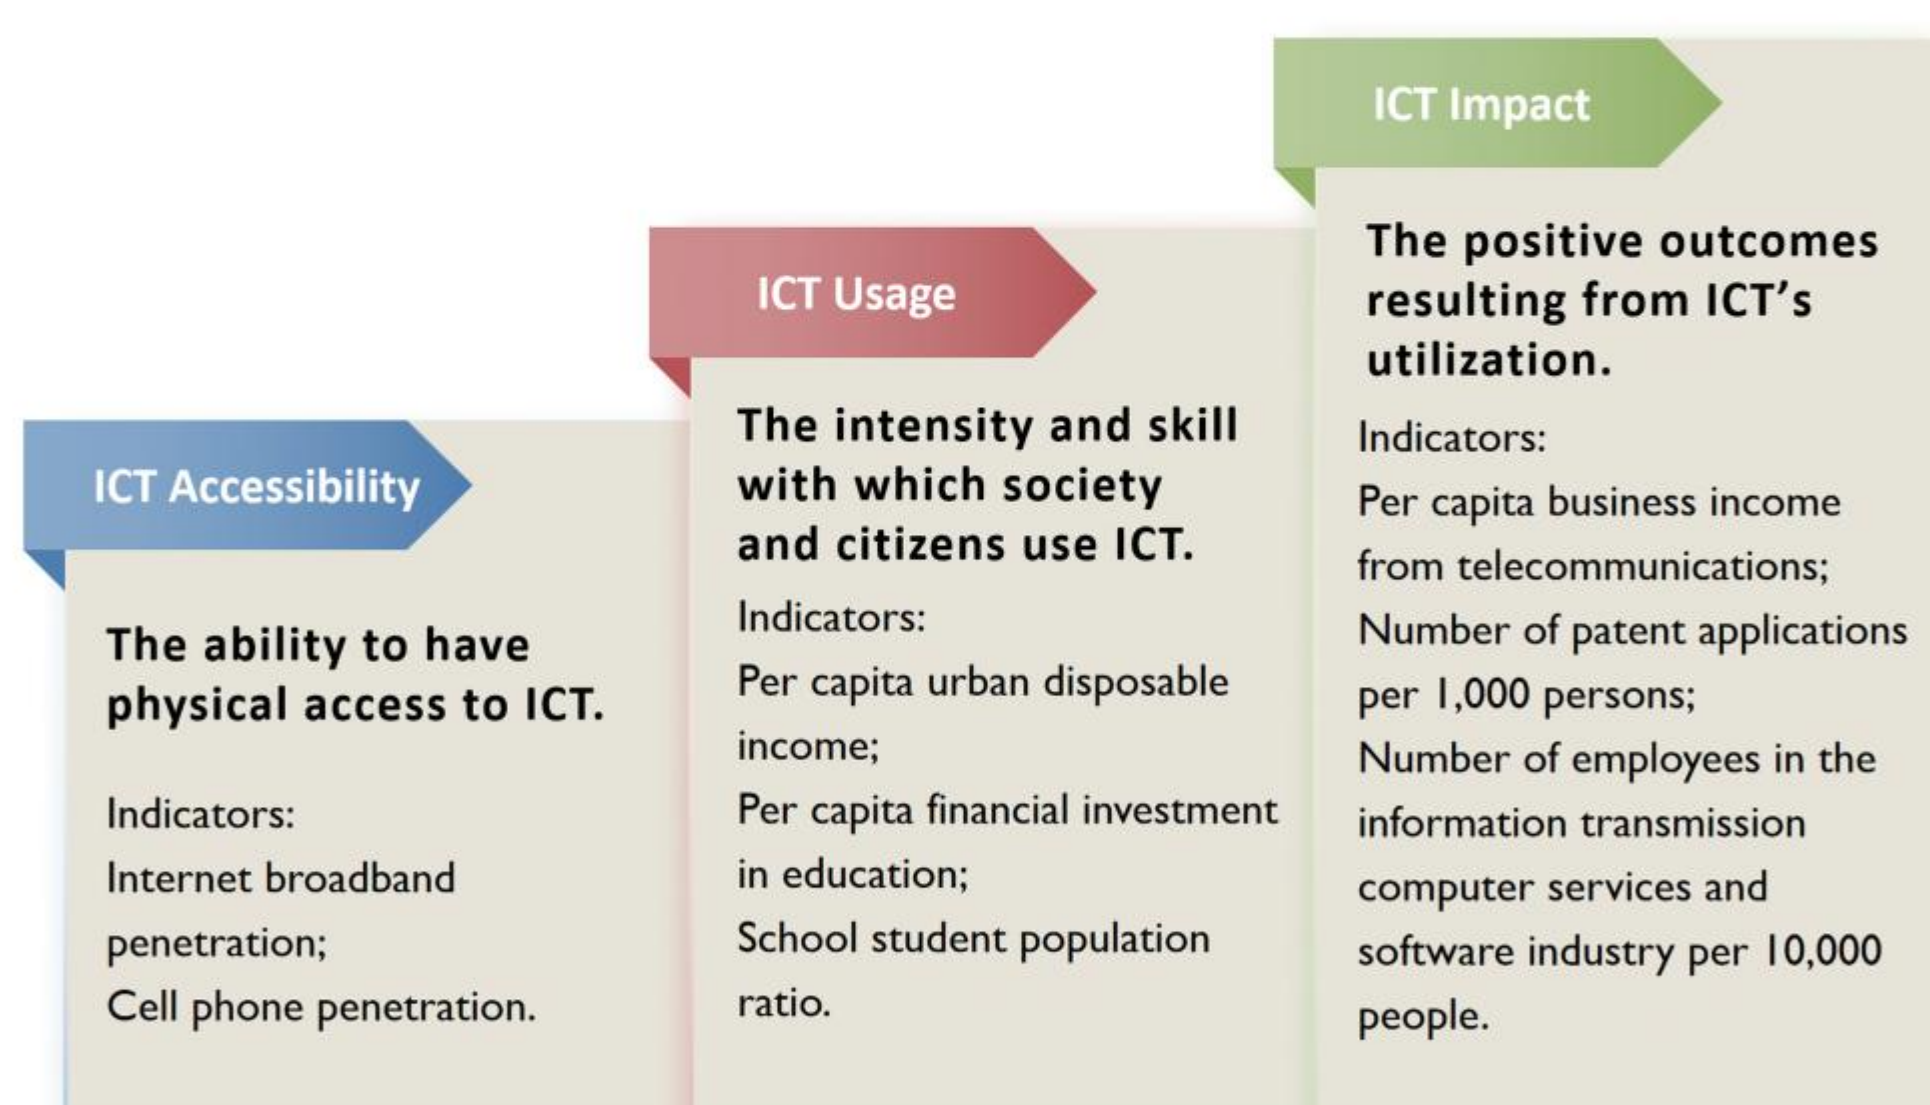 ICT Accessibility
The ability to have
physical access to ICT.
Indicators:
Internet broadband
penetration;
Cell phone penetration.
ICT Usage
The intensity and skill
with which society
and citizens use ICT.
Indicators:
Per capita urban disposable
income;
Per capita financial investment
in education;
School student population
ratio.
ICT Impact
The positive outcomes
resulting from ICT’s
utilization.
Indicators:
Per capita business income
from telecommunications;
Number of patent applications
per 1,000 persons;
Number of employees in the
information transmission
computer services and
software industry per 10,000
people.